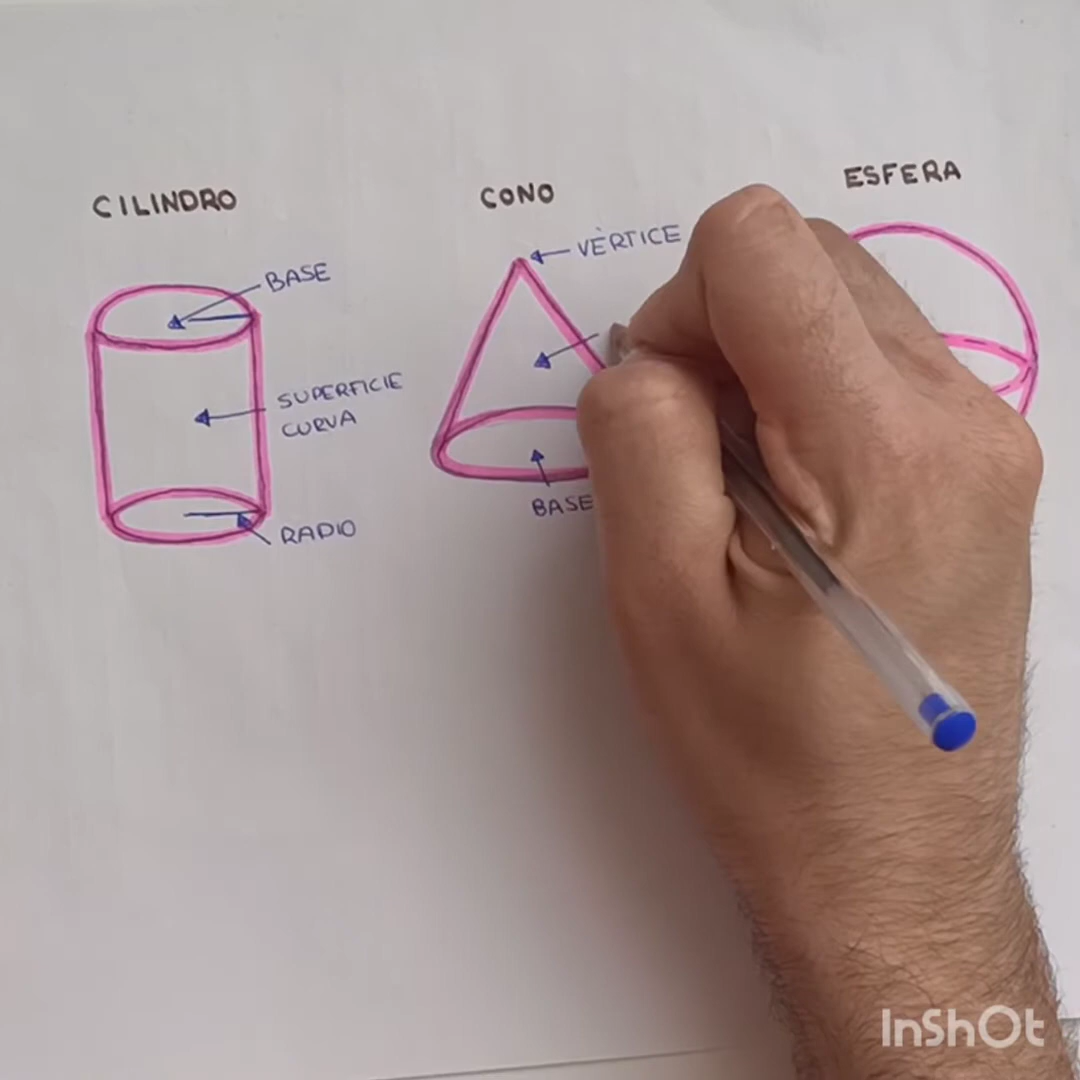 CILINDRO
CONO
ESFERA
BASE
SUPERFICIE
CURVA
RADIO
VÈRTICE
BASE
InShOt